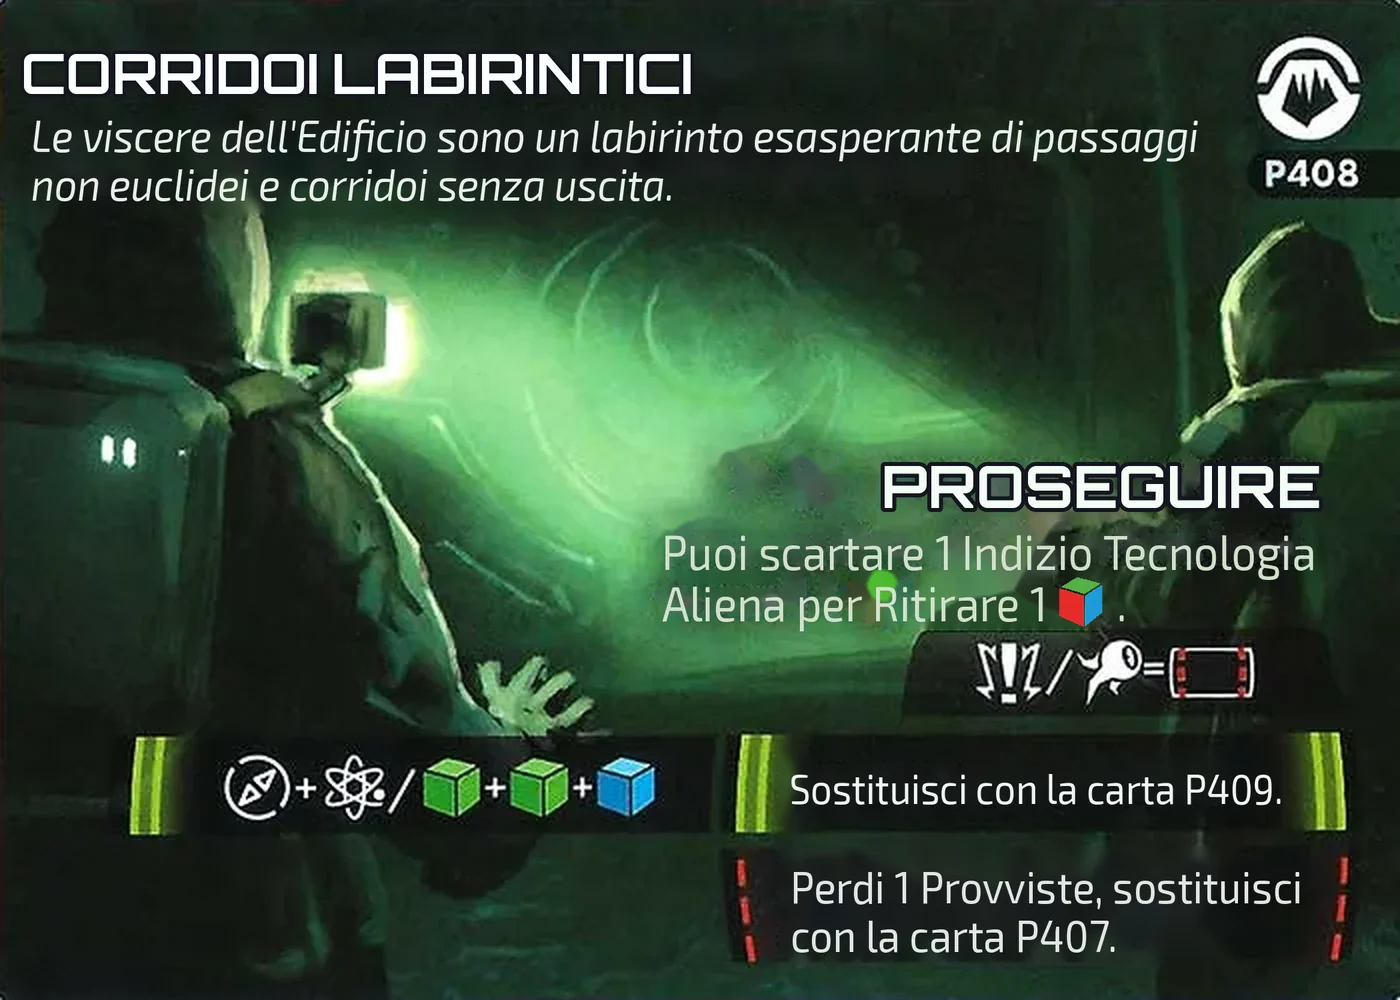 CORRIDOI LABIRINTICI
Le viscere dell'Edificio sono un labirinto esasperante di passaggi
non euclidei e corridoi senza uscita.
P408
PROSEGUIRE
Puoi scartare 1 Indizio Tecnologia
Aliena per Ritirare 1 .
! / =
+ / + +
Sostituisci con la carta P409.
Perdi 1 Provviste, sostituisci
con la carta P407.